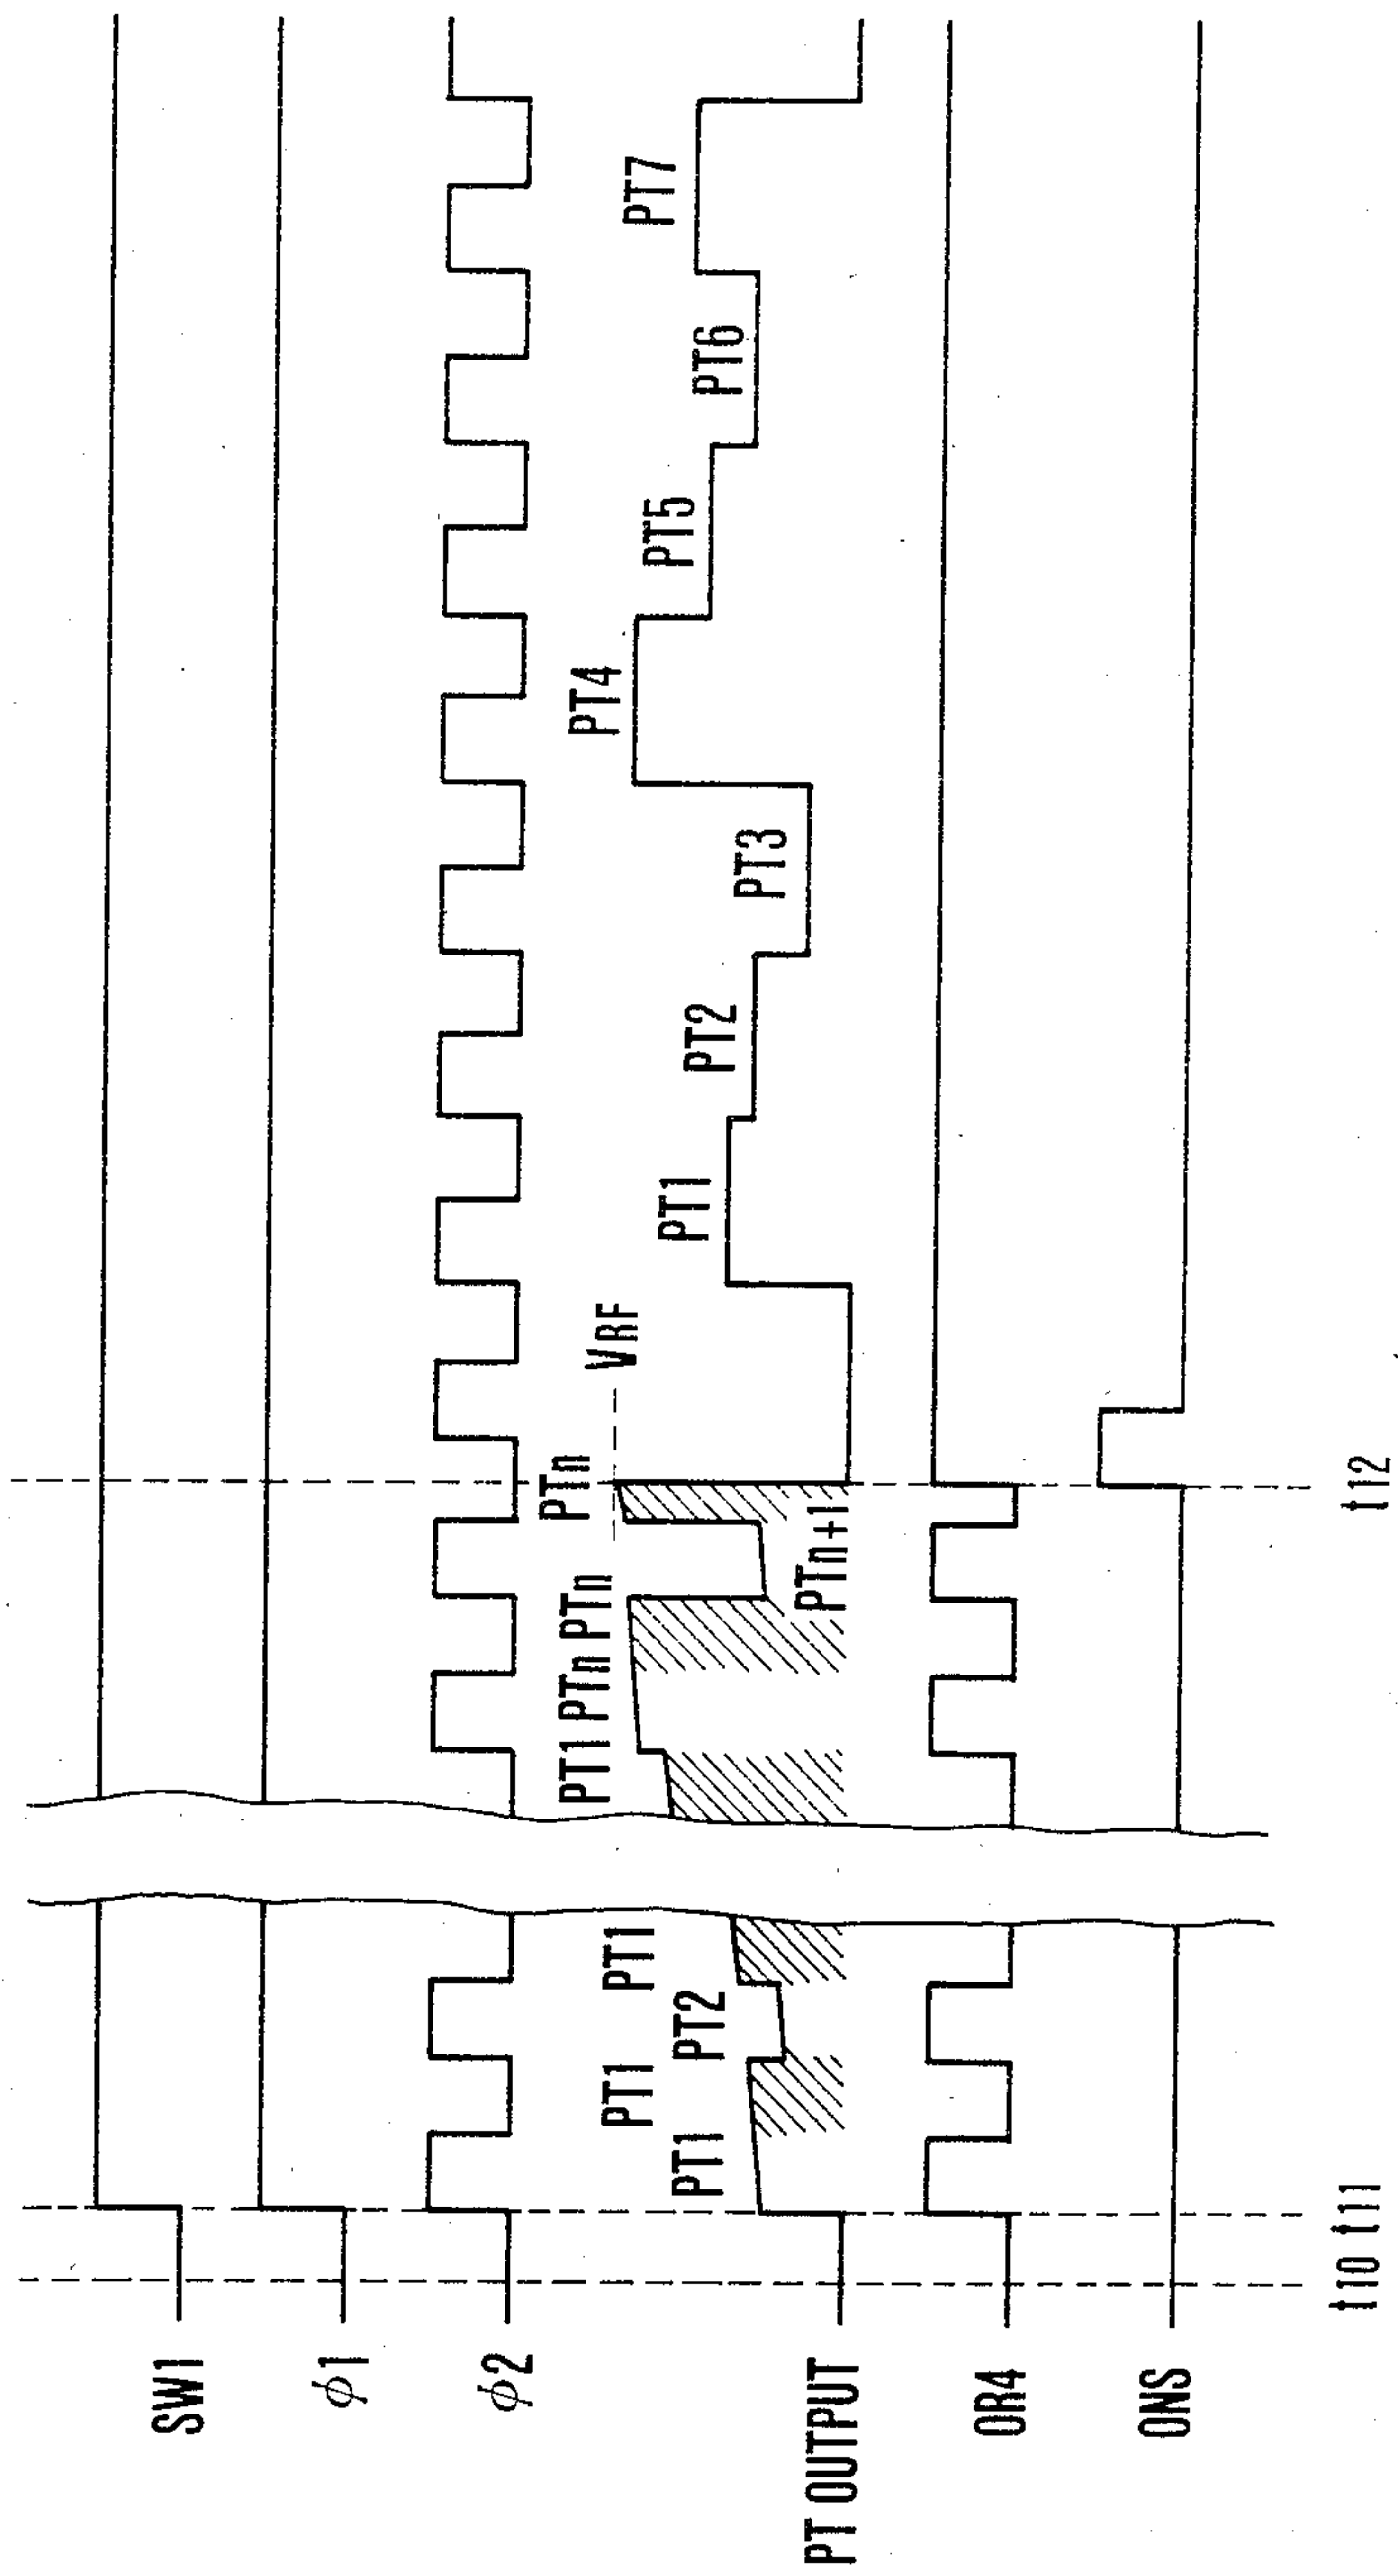 SW1
φ1
φ2
PT1 PT1 PT2 PT1
PT1 PTn PTn PTn
VRF
PTn+1
PT1 PT2 PT3 PT4 PT5 PT6 PT7
PT OUTPUT
OR4
ONS
t10 t11 t12